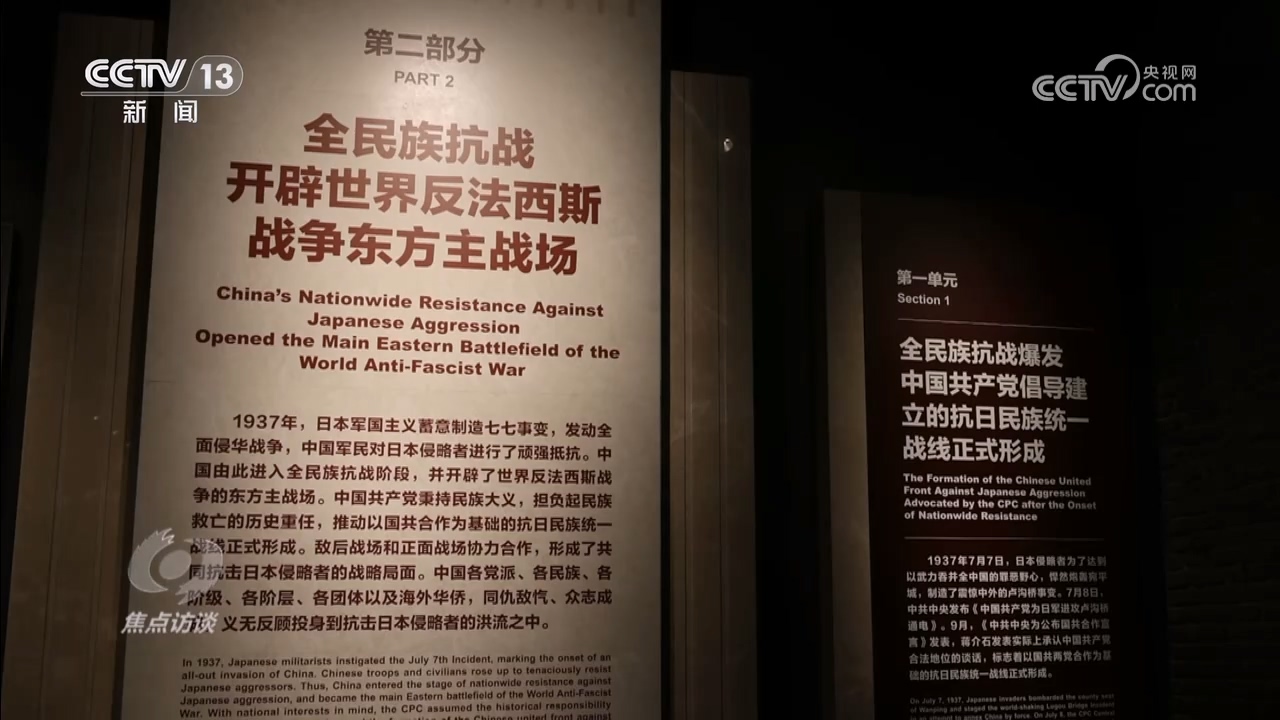 CCTV 13
新闻
央视网
CCTV.com
第二部分
PART 2
全民族抗战
开辟世界反法西斯
战争东方主战场
China's Nationwide Resistance Against
Japanese Aggression
Opened the Main Eastern Battlefield of the
World Anti-Fascist War
1937年，日本军国主义蓄意制造七七事变，发动全
面侵华战争，中国军民对日本侵略者进行了顽强抵抗。中
国由此进入全民族抗战阶段，并开辟了世界反法西斯战
争的东方主战场。中国共产党秉持民族大义，担负起民族
救亡的历史重任，推动以国共合作为基础的抗日民族统一
战线正式形成。敌后战场和正面战场协力合作，形成了共
同抗击日本侵略者的战略局面。中国各党派、各民族、各
阶级、各阶层、各团体以及海外华侨，同仇敌忾、众志成
义无反顾投身到抗击日本侵略者的洪流之中。
In 1937, Japanese militarists instigated the July 7th Incident, marking the onset of an
all-out invasion of China. Chinese troops and civilians rose up to tenaciously resist
Japanese aggressors. Thus, China entered the stage of nationwide resistance against
Japanese aggression, and became the main Eastern battlefield of the World Anti-Fascist
War. With national interests in mind, the CPC assumed the historical responsibility
焦点访谈
第一单元
Section 1
全民族抗战爆发
中国共产党倡导建
立的抗日民族统一
战线正式形成
The Formation of the Chinese United
Front Against Japanese Aggression
Advocated by the CPC after the Onset
of Nationwide Resistance
1937年7月7日，日本侵略者为了达到
以武力吞并全中国的罪恶野心，悍然炮轰宛平
城，制造了震惊中外的卢沟桥事变。7月8日，
中共中央发布《中国共产党为日军进攻卢沟桥
通电》。9月，《中共中央为公布国共合作宣
言》发表，蒋介石发表实际上承认中国共产党
合法地位的谈话，标志着以国共两党合作为基
础的抗日民族统一战线正式形成。
On July 7, 1937, Japanese invaders bombarded the county seat
of Wanping and staged the world-shaking Lugou Bridge Incident